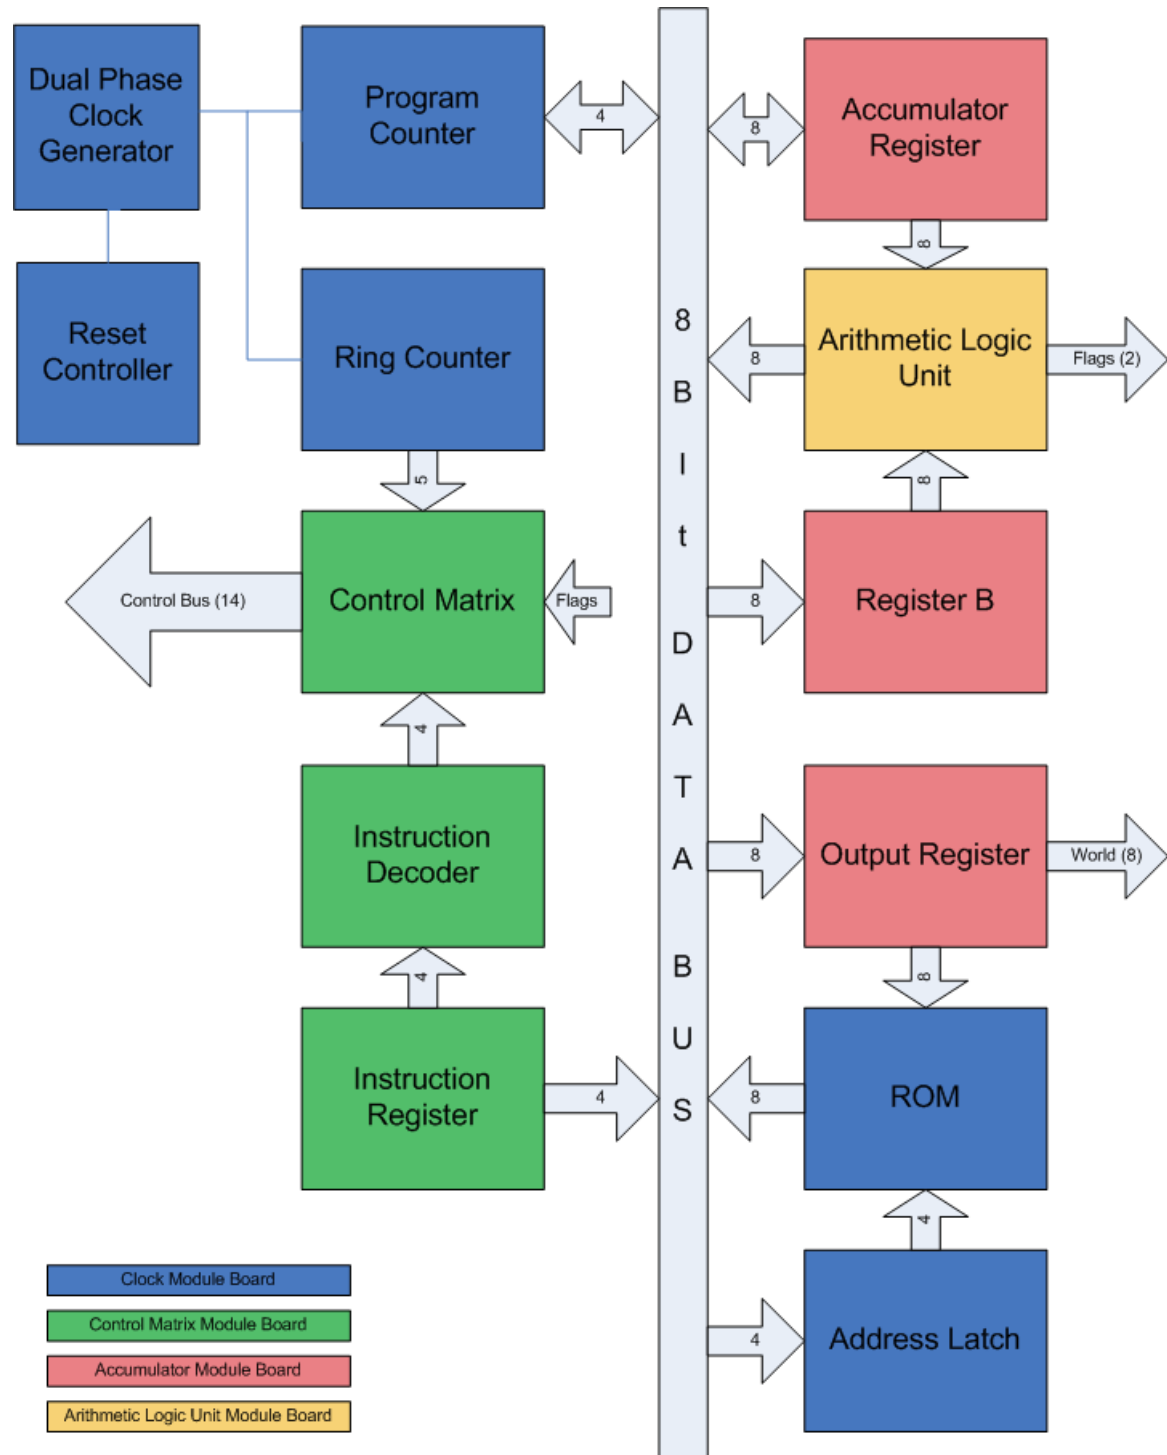 Dual Phase
Clock
Generator
Program
Counter
4
8
Accumulator
Register
8
Reset
Controller
Ring Counter
5
8
Arithmetic Logic
Unit
Flags (2)
8
Control Bus (14)
Control Matrix
Flags
8
Register B
4
Instruction
Decoder
4
8
Output Register
World (8)
8
Instruction
Register
4
8
ROM
4
4
Address Latch
8 BIt DATA BUS
Clock Module Board
Control Matrix Module Board
Accumulator Module Board
Arithmetic Logic Unit Module Board